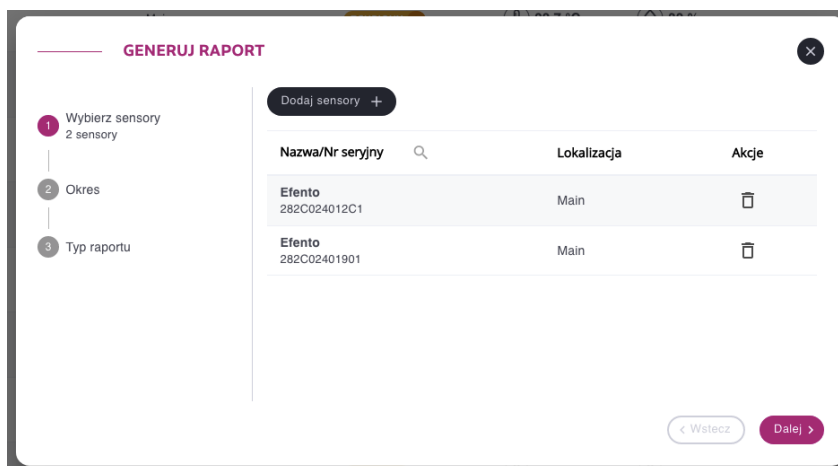 GENERUJ RAPORT
1 Wybierz sensory
2 sensory
2 Okres
3 Typ raportu
Dodaj sensory +
Nazwa/Nr seryjny Lokalizacja Akcje
Efento
282C024012C1 Main
Efento
282C02401901 Main
Wstecz Dalej